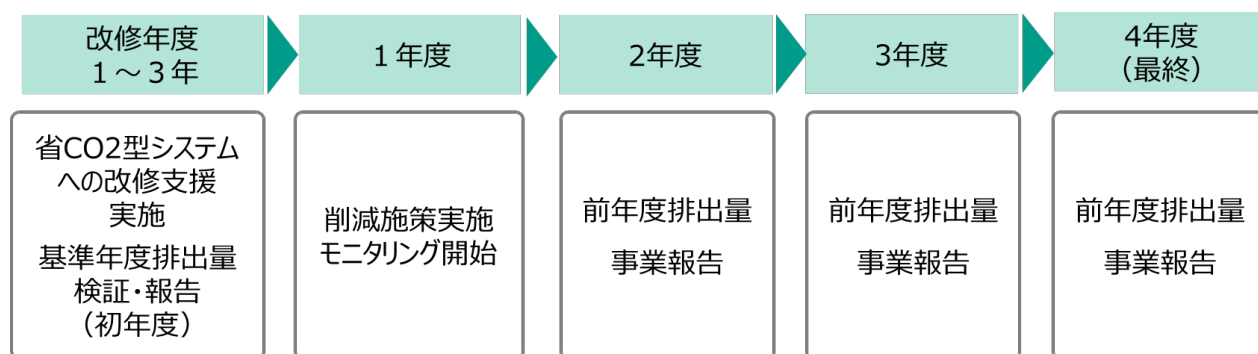 改修年度
１～３年
１年度
2年度
3年度
4年度
（最終）
省CO2型システム
への改修支援
実施
基準年度排出量
検証・報告
（初年度）
削減施策実施
モニタリング開始
前年度排出量
事業報告
前年度排出量
事業報告
前年度排出量
事業報告